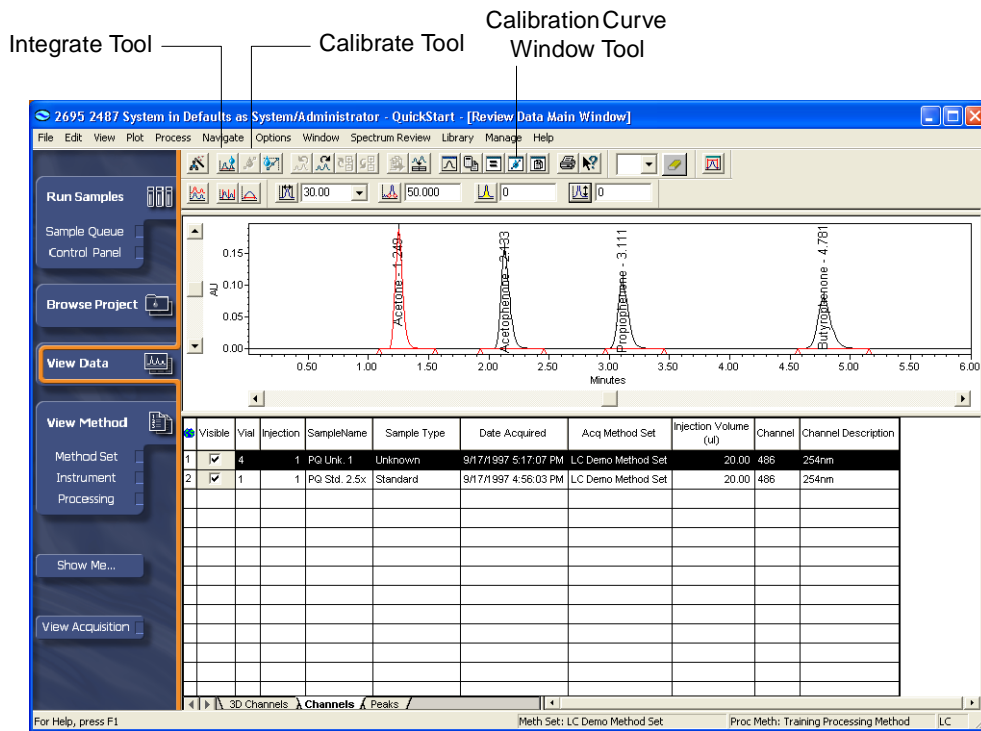 Calibration Curve
Integrate Tool Calibrate Tool Window Tool
2695 2487 System in Defaults as System/Administrator - QuickStart - [Review Data Main Window]
File Edit View Plot Process Navigate Options Window Spectrum Review Library Manage Help
30.00 50.000 0 0
Run Samples
Sample Queue
Control Panel
Browse Project
View Data
View Method
Method Set
Instrument
Processing
Show Me...
View Acquisition
AU
0.15
0.10
0.05
0.00
Acetone - 1.249
Acetophenone - 2.133
Propiophenone - 3.111
Butyrophenone - 4.781
0.50 1.00 1.50 2.00 2.50 3.00 3.50 4.00 4.50 5.00 5.50 6.00
Minutes
Visible Vial Injection SampleName Sample Type Date Acquired Acq Method Set Injection Volume (ul) Channel Channel Description
1 4 1 PQ Unk. 1 Unknown 9/17/1997 5:17:07 PM LC Demo Method Set 20.00 486 254nm
2 1 1 PQ Std. 2.5x Standard 9/17/1997 4:56:03 PM LC Demo Method Set 20.00 486 254nm
3D Channels Channels Peaks
For Help, press F1 Meth Set: LC Demo Method Set Proc Meth: Training Processing Method LC